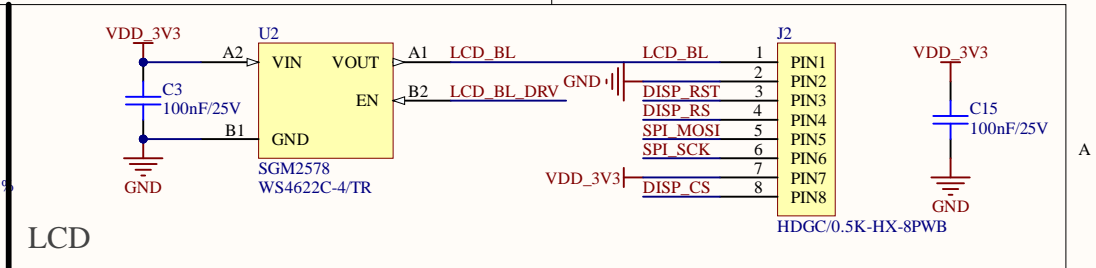 VDD_3V3
U2
A2 VIN VOUT A1 LCD_BL
EN B2 LCD_BL_DRV
C3
100nF/25V
B1 GND
GND
SGM2578
WS4622C-4/TR
J2
LCD_BL 1 PIN1
GND 2 PIN2
DISP_RST 3 PIN3
DISP_RS 4 PIN4
SPI_MOSI 5 PIN5
SPI_SCK 6 PIN6
VDD_3V3 7 PIN7
DISP_CS 8 PIN8
HDGC/0.5K-HX-8PWB
VDD_3V3
C15
100nF/25V
GND
A
%
LCD